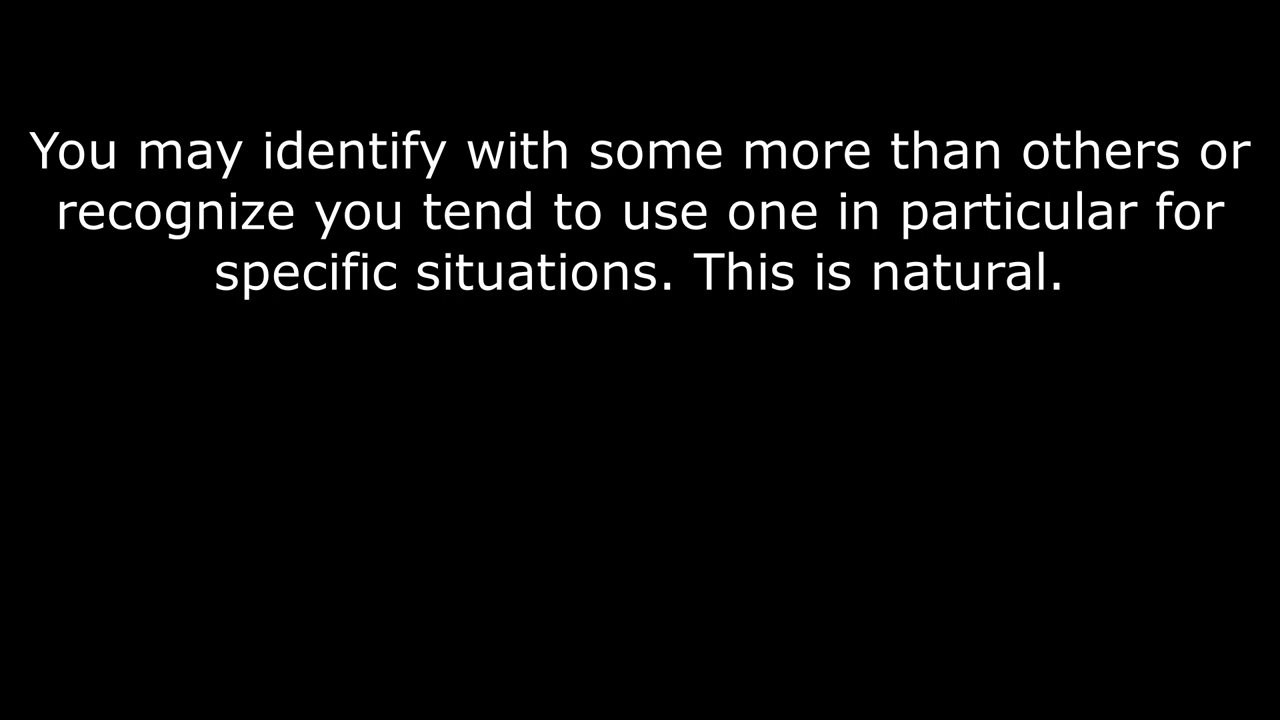 You may identify with some more than others or
recognize you tend to use one in particular for
specific situations. This is natural.